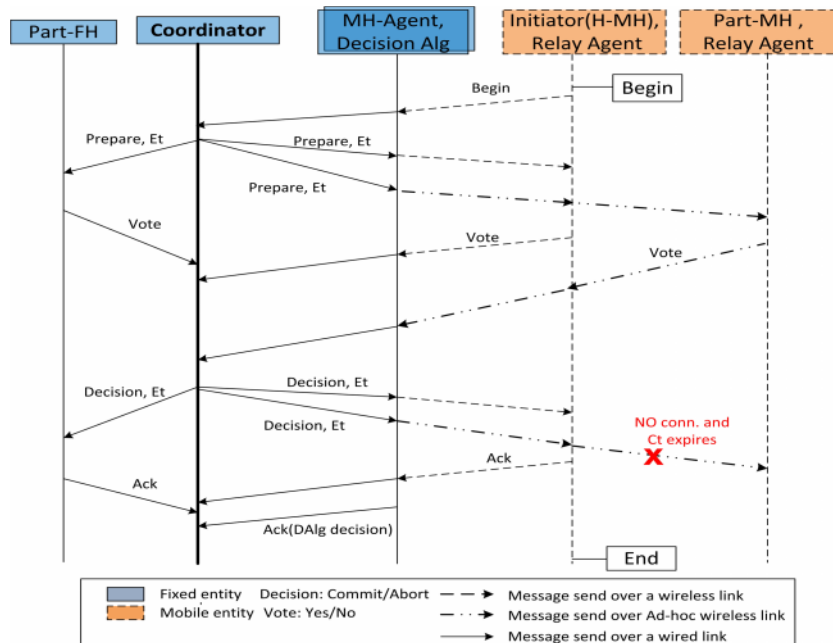 Part-FH
Coordinator
MH-Agent,
Decision Alg
Initiator(H-MH),
Relay Agent
Part-MH ,
Relay Agent
Begin
Begin
Prepare, Et
Prepare, Et
Prepare, Et
Vote
Vote
Vote
Decision, Et
Decision, Et
Decision, Et
NO conn. and
Ct expires
X
Ack
Ack
Ack(DAlg decision)
End
Fixed entity Decision: Commit/Abort
Mobile entity Vote: Yes/No
Message send over a wireless link
Message send over Ad-hoc wireless link
Message send over a wired link